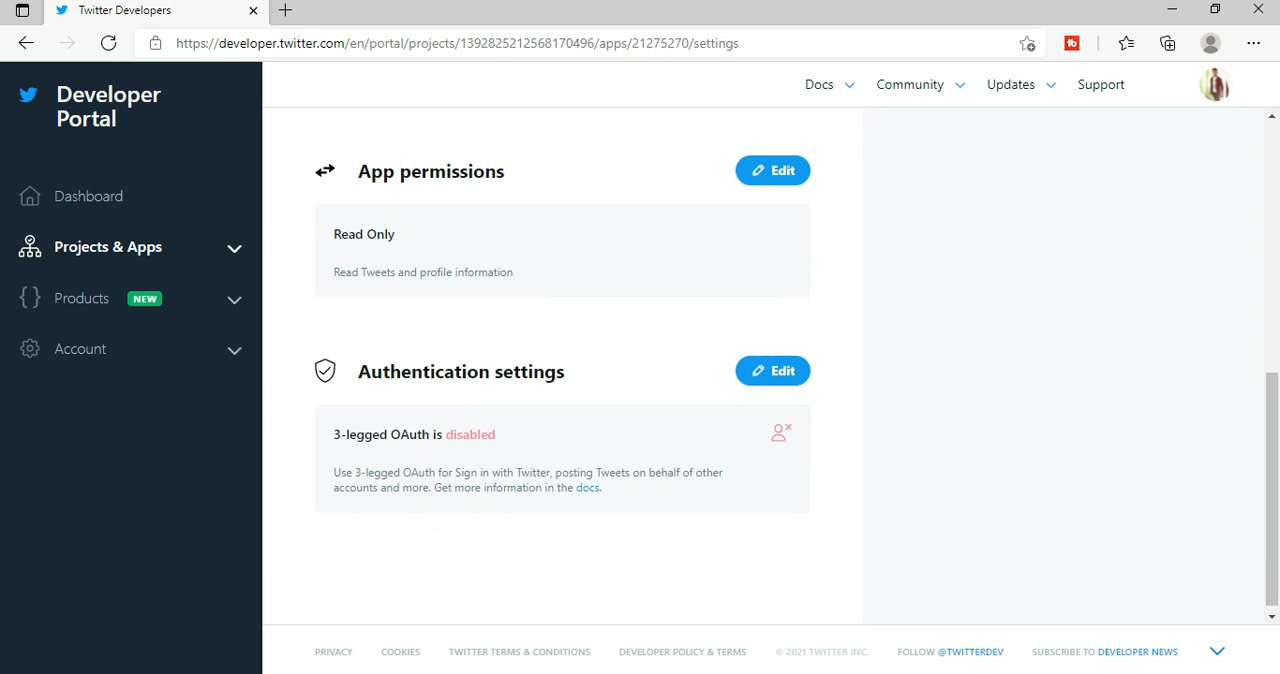 Twitter Developers
https://developer.twitter.com/en/portal/projects/1392825212568170496/apps/21275270/settings
Developer
Portal
Docs
Community
Updates
Support
Dashboard
Projects & Apps
Products NEW
Account
App permissions
Edit
Read Only
Read Tweets and profile information
Authentication settings
Edit
3-legged OAuth is disabled
Use 3-legged OAuth for Sign in with Twitter, posting Tweets on behalf of other
accounts and more. Get more information in the docs.
PRIVACY COOKIES TWITTER TERMS & CONDITIONS DEVELOPER POLICY & TERMS © 2021 TWITTER INC. FOLLOW @TWITTERDEV SUBSCRIBE TO DEVELOPER NEWS